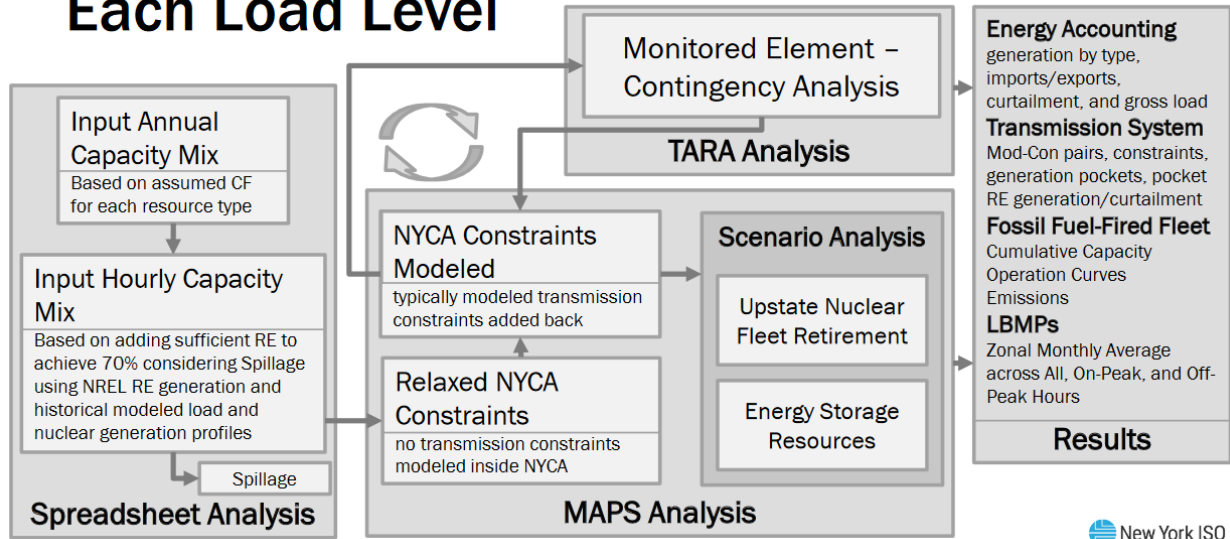 Each Load Level
Input Annual
Capacity Mix
Based on assumed CF
for each resource type
Input Hourly Capacity
Mix
Based on adding sufficient RE to
achieve 70% considering Spillage
using NREL RE generation and
historical modeled load and
nuclear generation profiles
Spillage
Spreadsheet Analysis
Monitored Element –
Contingency Analysis
TARA Analysis
NYCA Constraints
Modeled
typically modeled transmission
constraints added back
Relaxed NYCA
Constraints
no transmission constraints
modeled inside NYCA
Scenario Analysis
Upstate Nuclear
Fleet Retirement
Energy Storage
Resources
MAPS Analysis
Energy Accounting
generation by type,
imports/exports,
curtailment, and gross load
Transmission System
Mod-Con pairs, constraints,
generation pockets, pocket
RE generation/curtailment
Fossil Fuel-Fired Fleet
Cumulative Capacity
Operation Curves
Emissions
LBMPs
Zonal Monthly Average
across All, On-Peak, and Off-
Peak Hours
Results
New York ISO